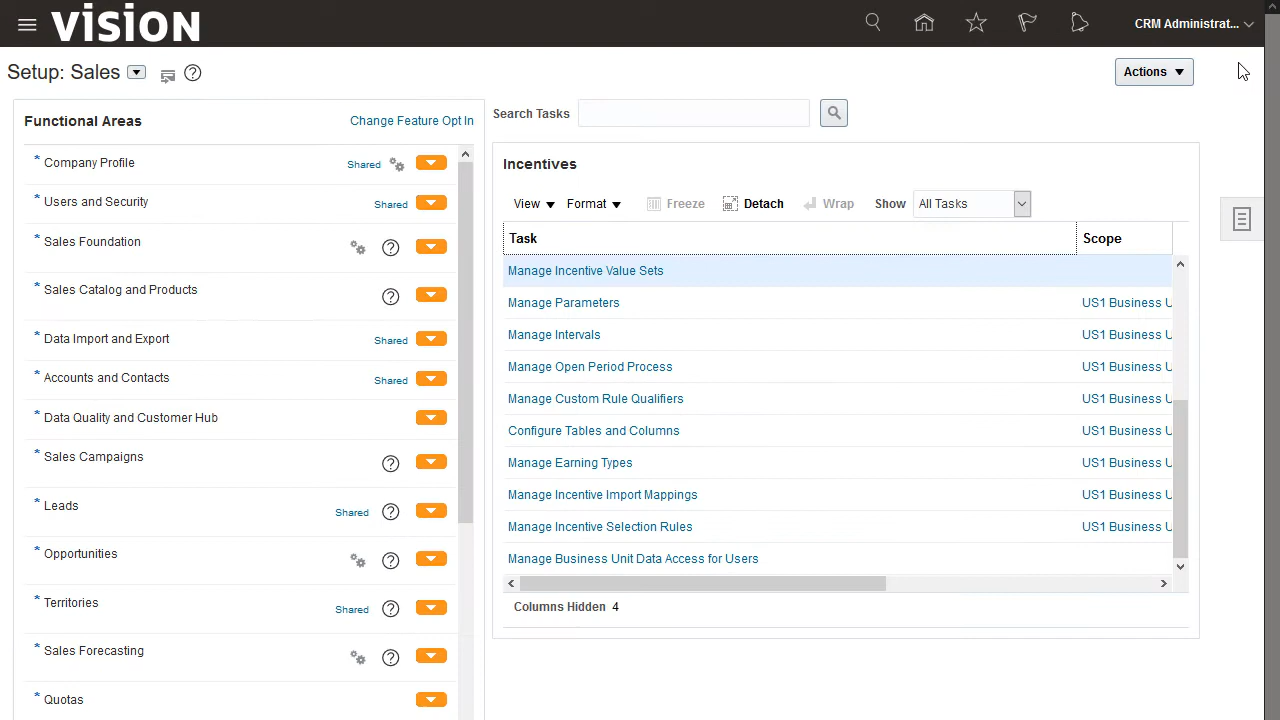 vision
CRM Administrat...
Setup: Sales
Actions
Functional Areas
Change Feature Opt In
* Company Profile Shared
* Users and Security Shared
* Sales Foundation
* Sales Catalog and Products
* Data Import and Export Shared
* Accounts and Contacts Shared
* Data Quality and Customer Hub
* Sales Campaigns
* Leads Shared
* Opportunities
* Territories Shared
* Sales Forecasting
* Quotas
Search Tasks
Incentives
View Format Freeze Detach Wrap Show All Tasks
Task Scope
Manage Incentive Value Sets
Manage Parameters US1 Business U
Manage Intervals US1 Business U
Manage Open Period Process US1 Business U
Manage Custom Rule Qualifiers US1 Business U
Configure Tables and Columns US1 Business U
Manage Earning Types US1 Business U
Manage Incentive Import Mappings US1 Business U
Manage Incentive Selection Rules US1 Business U
Manage Business Unit Data Access for Users
Columns Hidden 4